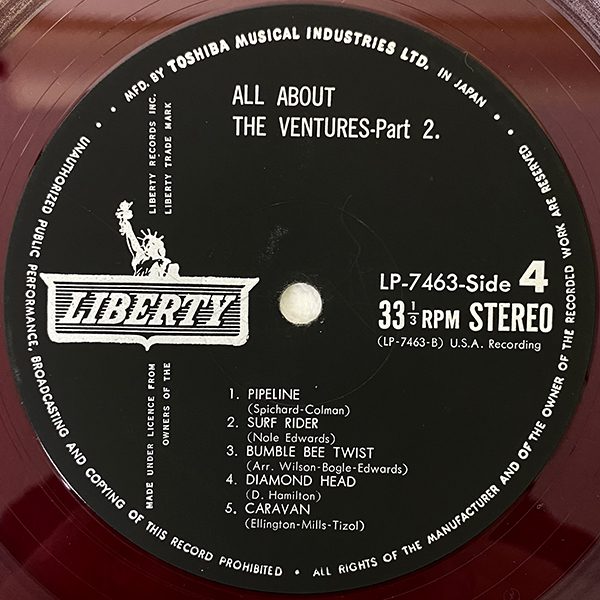 MFD. BY TOSHIBA MUSICAL INDUSTRIES LTD. IN JAPAN
ALL ABOUT
THE VENTURES-Part 2.
LIBERTY RECORDS INC.
LIBERTY TRADE MARK
LIBERTY
LP-7463-Side 4
33 1/3 RPM STEREO
(LP-7463-B) U.S.A. Recording
MADE UNDER LICENCE FROM
OWNERS OF THE
1. PIPELINE
(Spichard-Colman)
2. SURF RIDER
(Nole Edwards)
3. BUMBLE BEE TWIST
(Arr. Wilson-Bogle-Edwards)
4. DIAMOND HEAD
(D. Hamilton)
5. CARAVAN
(Ellington-Mills-Tizol)
UNAUTHORIZED PUBLIC PERFORMANCE, BROADCASTING AND COPYING OF THIS RECORD PROHIBITED • ALL RIGHTS OF THE MANUFACTURER AND OF THE OWNER OF THE RECORDED WORK ARE RESERVED